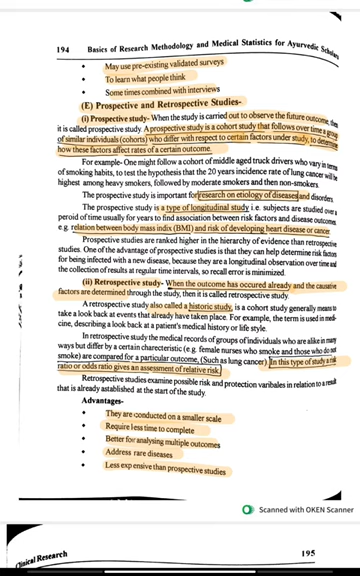 194 Basics of Research Methodology and Medical Statistics for Ayurvedic Scholars
• May use pre-existing validated surveys
• To learn what people think
• Some times combined with interviews
(E) Prospective and Retrospective Studies-
(i) Prospective study- When the study is carried out to observe the future outcome, then
it is called prospective study. A prospective study is a cohort study that follows over time a group
of similar individuals (cohorts) who differ with respect to certain factors under study, to determine
how these factors affect rates of a certain outcome.
For example- One might follow a cohort of middle aged truck drivers who vary in terms
of smoking habits, to test the hypothesis that the 20 years incidence rate of lung cancer will be
highest among heavy smokers, followed by moderate smokers and then non-smokers.
The prospective study is important for research on etiology of diseases and disorders.
The prospective study is a type of longitudinal study i.e. subjects are studied over a
peroid of time usually for years to find association between risk factors and disease outcome,
e.g. relation between body mass indix (BMI) and risk of developing heart disease or cancer
Prospective studies are ranked higher in the hierarchy of evidence than retrospective
studies. One of the advantage of prospective studies is that they can help determine risk factors
for being infected with a new disease, because they are a longitudinal observation over time and
the collection of results at regular time intervals, so recall error is minimized.
(ii) Retrospective study- When the outcome has occured already and the causative
factors are determined through the study, then it is called retrospective study.
A retrospective study also called a historic study, is a cohort study generally means to
take a look back at events that already have taken place. For example, the term is used in medi-
cine, describing a look back at a patient's medical history or life style.
In retrospective study the medical records of groups of individuals who are alike in many
ways but differ by a certain charecteristic (e.g. female nurses who smoke and those who do not
smoke) are compared for a particular outcome, (Such as lung cancer). In this type of study a risk
ratio or odds ratio gives an assessment of relative risk.
Retrospective studies examine possible risk and protection varibales in relation to a result
that is already astablished at the start of the study.
Advantages-
• They are conducted on a smaller scale
• Require less time to complete
• Better for analysing multiple outcomes
• Address rare diseases
• Less expensive than prospective studies
Scanned with OKEN Scanner
Clinical Research 195